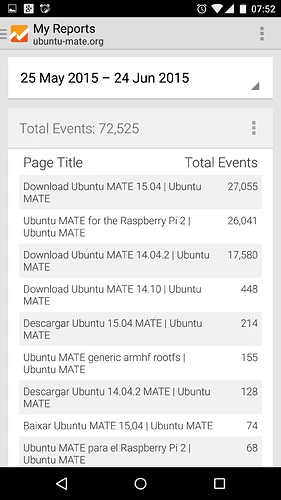 07:52
My Reports
ubuntu-mate.org
25 May 2015 – 24 Jun 2015
Total Events: 72,525
Page Title Total Events
Download Ubuntu MATE 15.04 | Ubuntu 27,055
MATE
Ubuntu MATE for the Raspberry Pi 2 | 26,041
Ubuntu MATE
Download Ubuntu MATE 14.04.2 | Ubuntu 17,580
MATE
Download Ubuntu MATE 14.10 | Ubuntu 448
MATE
Descargar Ubuntu 15.04 MATE | Ubuntu 214
MATE
Ubuntu MATE generic armhf rootfs | 155
Ubuntu MATE
Descargar Ubuntu 14.04.2 MATE | Ubuntu 128
MATE
Baixar Ubuntu MATE 15,04 | Ubuntu MATE 74
Ubuntu MATE para el Raspberry Pi 2 | 68
Ubuntu MATE